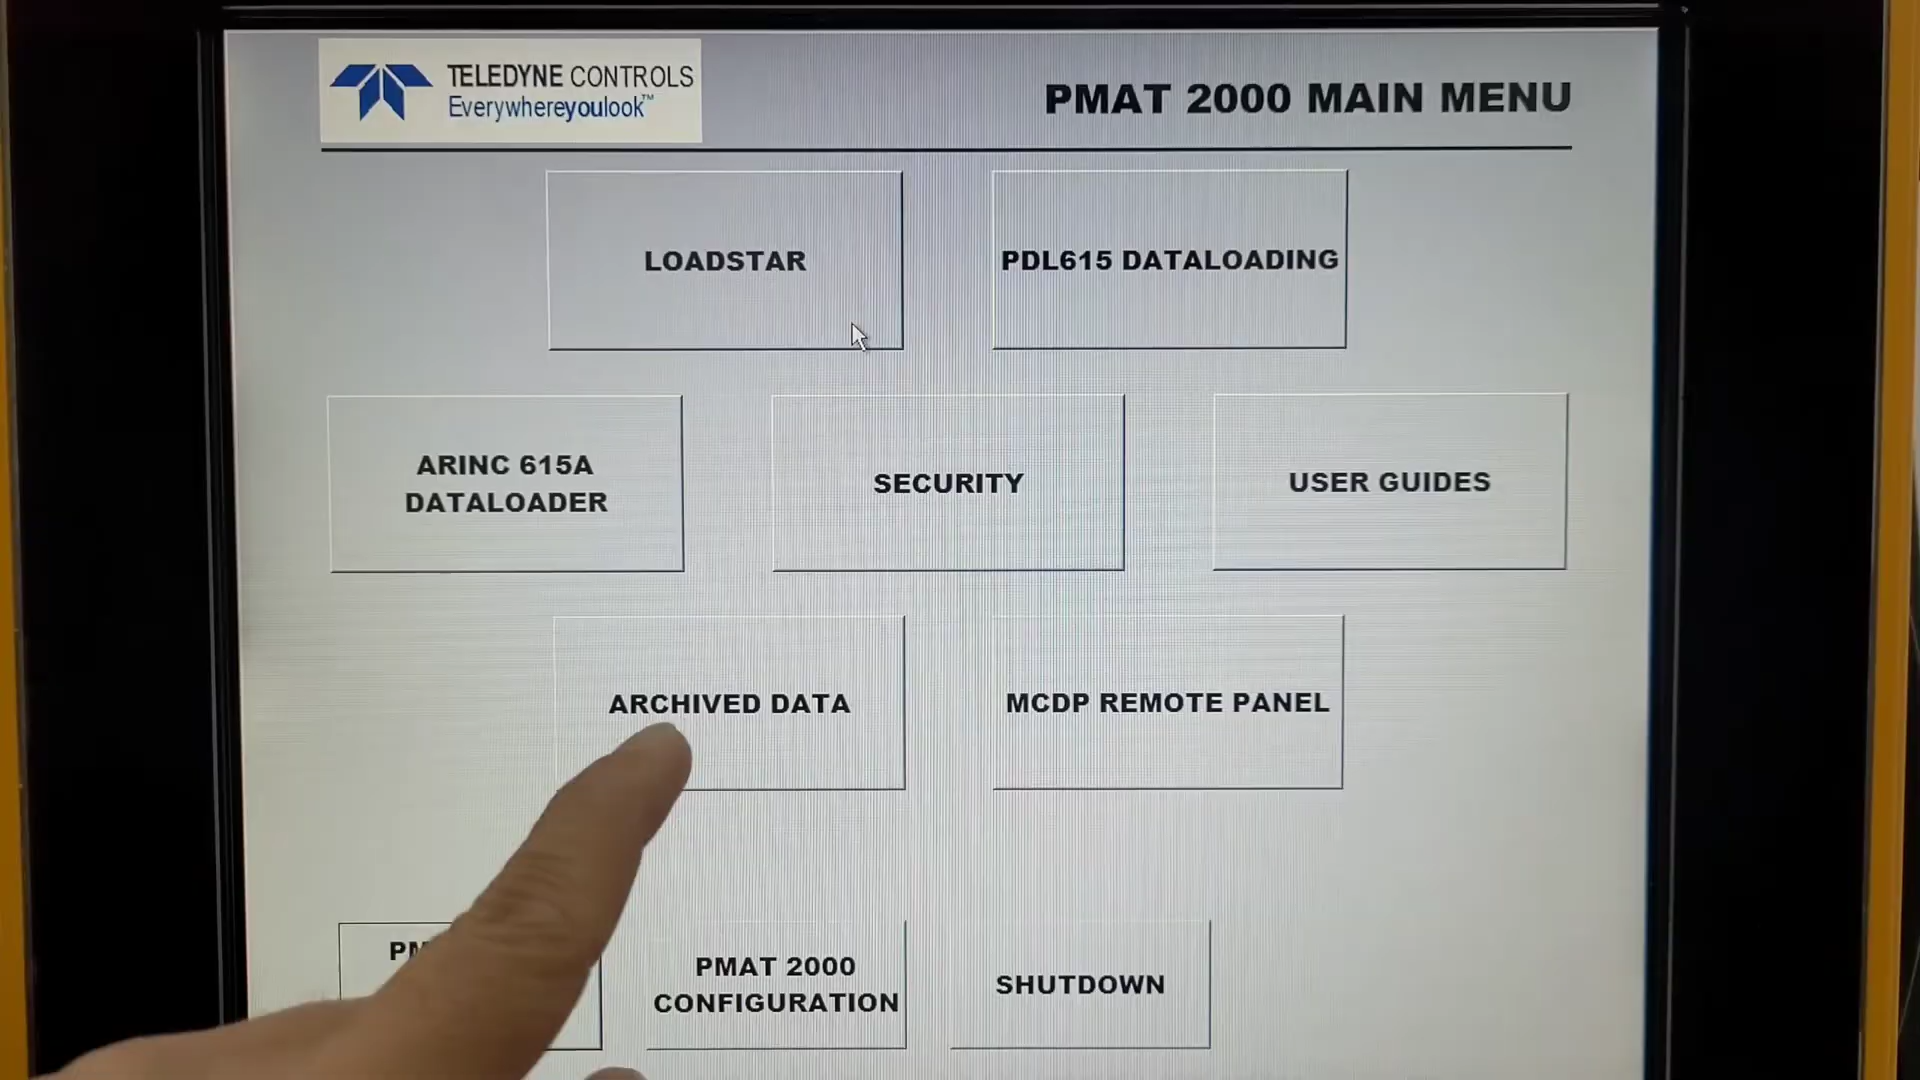 TELEDYNE CONTROLS
Everywhereyoulook™
PMAT 2000 MAIN MENU
LOADSTAR
PDL615 DATALOADING
ARINC 615A
DATALOADER
SECURITY
USER GUIDES
ARCHIVED DATA
MCDP REMOTE PANEL
PMAT 2000
CONFIGURATION
SHUTDOWN